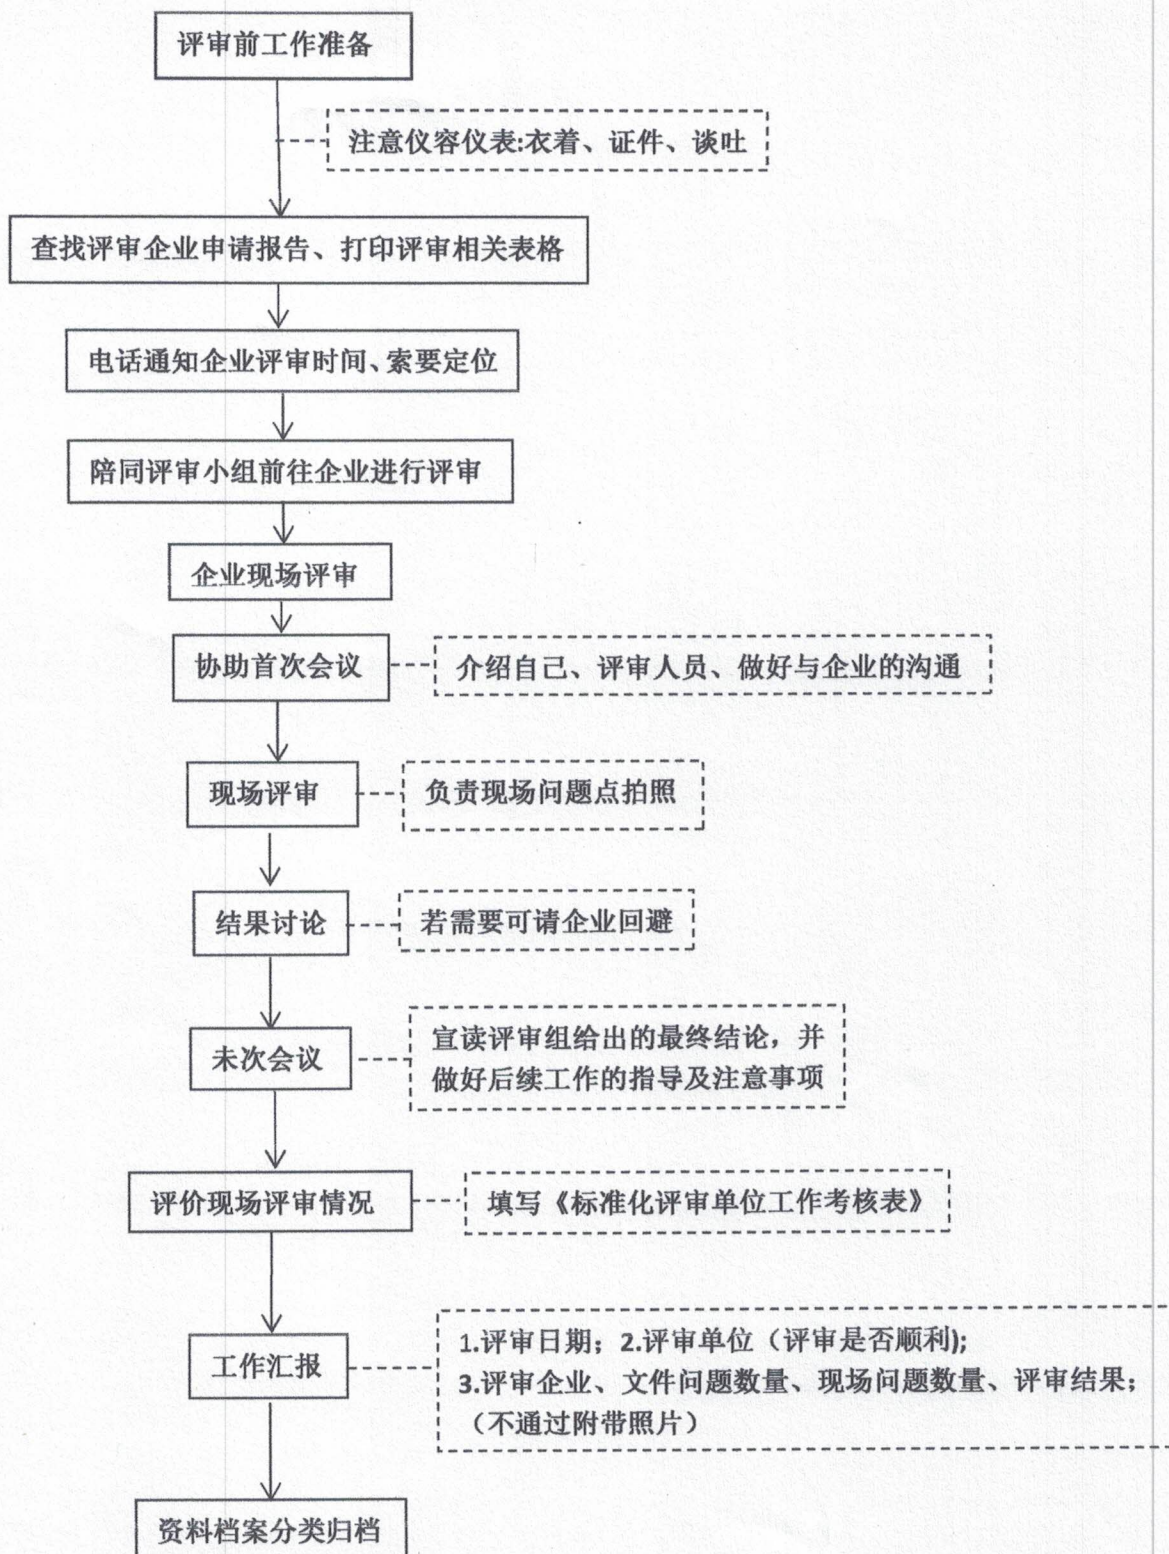 评审前工作准备
注意仪容仪表:衣着、证件、谈吐
查找评审企业申请报告、打印评审相关表格
电话通知企业评审时间、索要定位
陪同评审小组前往企业进行评审
企业现场评审
协助首次会议
介绍自己、评审人员、做好与企业的沟通
现场评审
负责现场问题点拍照
结果讨论
若需要可请企业回避
未次会议
宣读评审组给出的最终结论，并
做好后续工作的指导及注意事项
评价现场评审情况
填写《标准化评审单位工作考核表》
工作汇报
1.评审日期；2.评审单位（评审是否顺利);
3.评审企业、文件问题数量、现场问题数量、评审结果；
（不通过附带照片）
资料档案分类归档